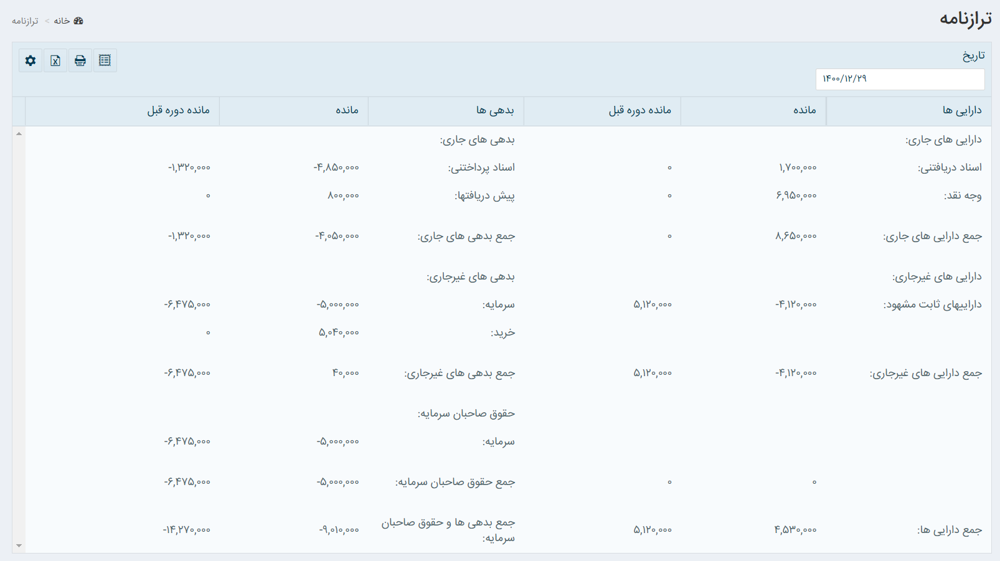 ترازنامه
خانه > ترازنامه
تاریخ
۱۴۰۰/۱۲/۲۹
دارایی ها مانده مانده دوره قبل بدهی ها مانده مانده دوره قبل
دارایی های جاری: بدهی های جاری:
اسناد دریافتنی: ۱,۷۰۰,۰۰۰ ۰ اسناد پرداختنی: -۴,۸۵۰,۰۰۰ -۱,۳۲۰,۰۰۰
وجه نقد: ۶,۹۵۰,۰۰۰ ۰ پیش دریافتها: ۸۰۰,۰۰۰ ۰
جمع دارایی های جاری: ۸,۶۵۰,۰۰۰ ۰ جمع بدهی های جاری: -۴,۰۵۰,۰۰۰ -۱,۳۲۰,۰۰۰
دارایی های غیرجاری: بدهی های غیرجاری:
داراییهای ثابت مشهود: -۴,۱۲۰,۰۰۰ ۵,۱۲۰,۰۰۰ سرمایه: -۵,۰۰۰,۰۰۰ -۶,۴۷۵,۰۰۰
خرید: ۵,۰۴۰,۰۰۰ ۰
جمع دارایی های غیرجاری: -۴,۱۲۰,۰۰۰ ۵,۱۲۰,۰۰۰ جمع بدهی های غیرجاری: ۴۰,۰۰۰ -۶,۴۷۵,۰۰۰
حقوق صاحبان سرمایه:
سرمایه: -۵,۰۰۰,۰۰۰ -۶,۴۷۵,۰۰۰
۰ ۰ جمع حقوق صاحبان سرمایه: -۵,۰۰۰,۰۰۰ -۶,۴۷۵,۰۰۰
جمع دارایی ها: ۴,۵۳۰,۰۰۰ ۵,۱۲۰,۰۰۰ جمع بدهی ها و حقوق صاحبان
سرمایه: -۹,۰۱۰,۰۰۰ -۱۴,۲۷۰,۰۰۰